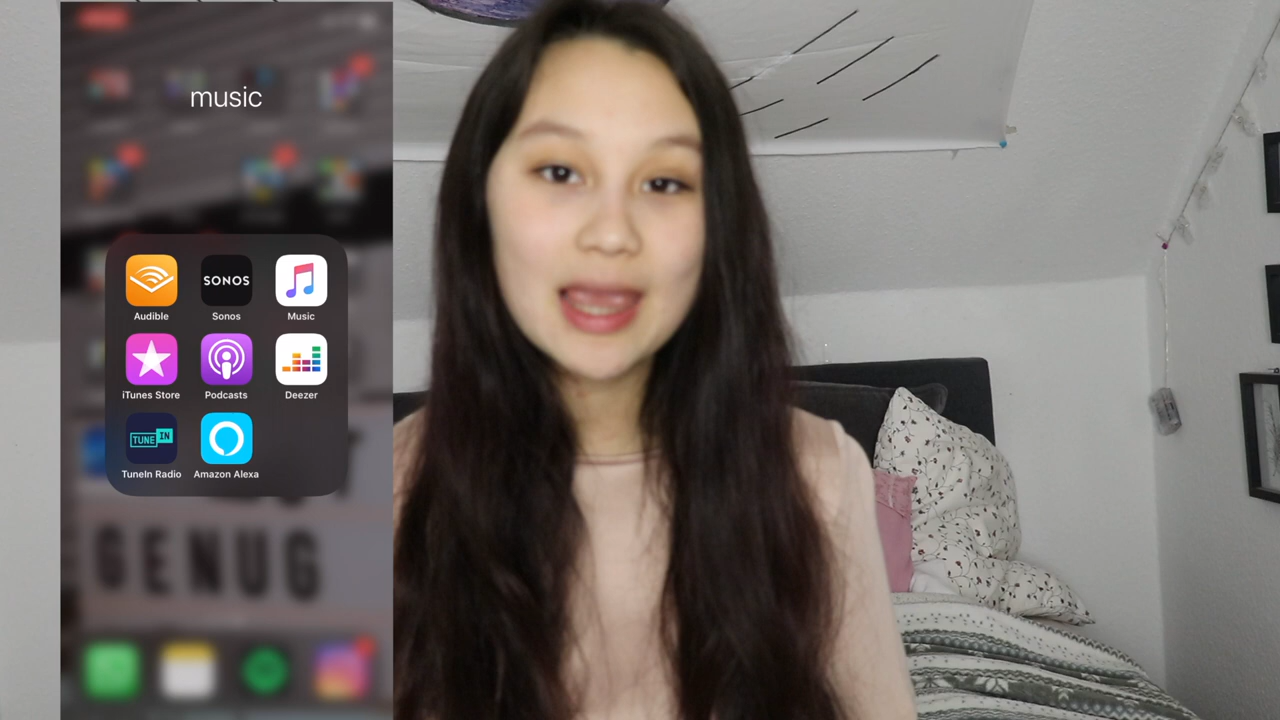 music
SONOS
Audible
Sonos
Music
iTunes Store
Podcasts
Deezer
TUNE IN
TuneIn Radio
Amazon Alexa
GENUG